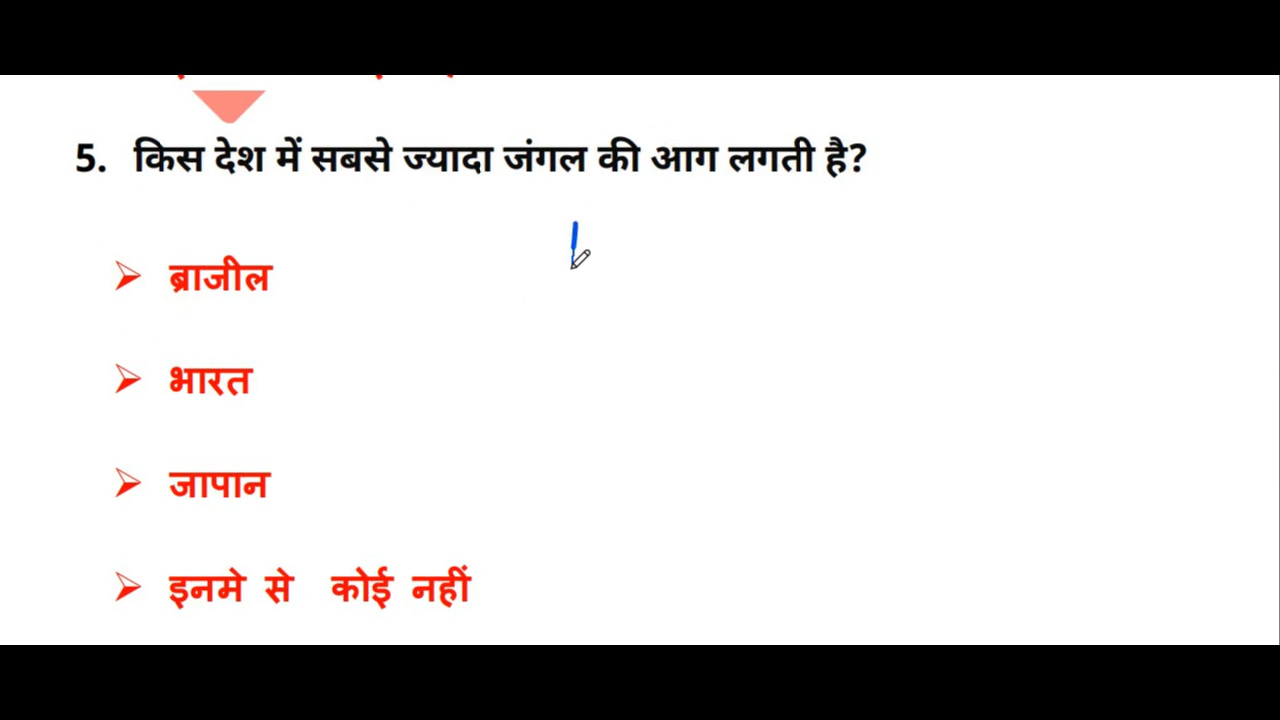 5. किस देश में सबसे ज्यादा जंगल की आग लगती है?
ब्राजील
भारत
जापान
इनमे से कोई नहीं